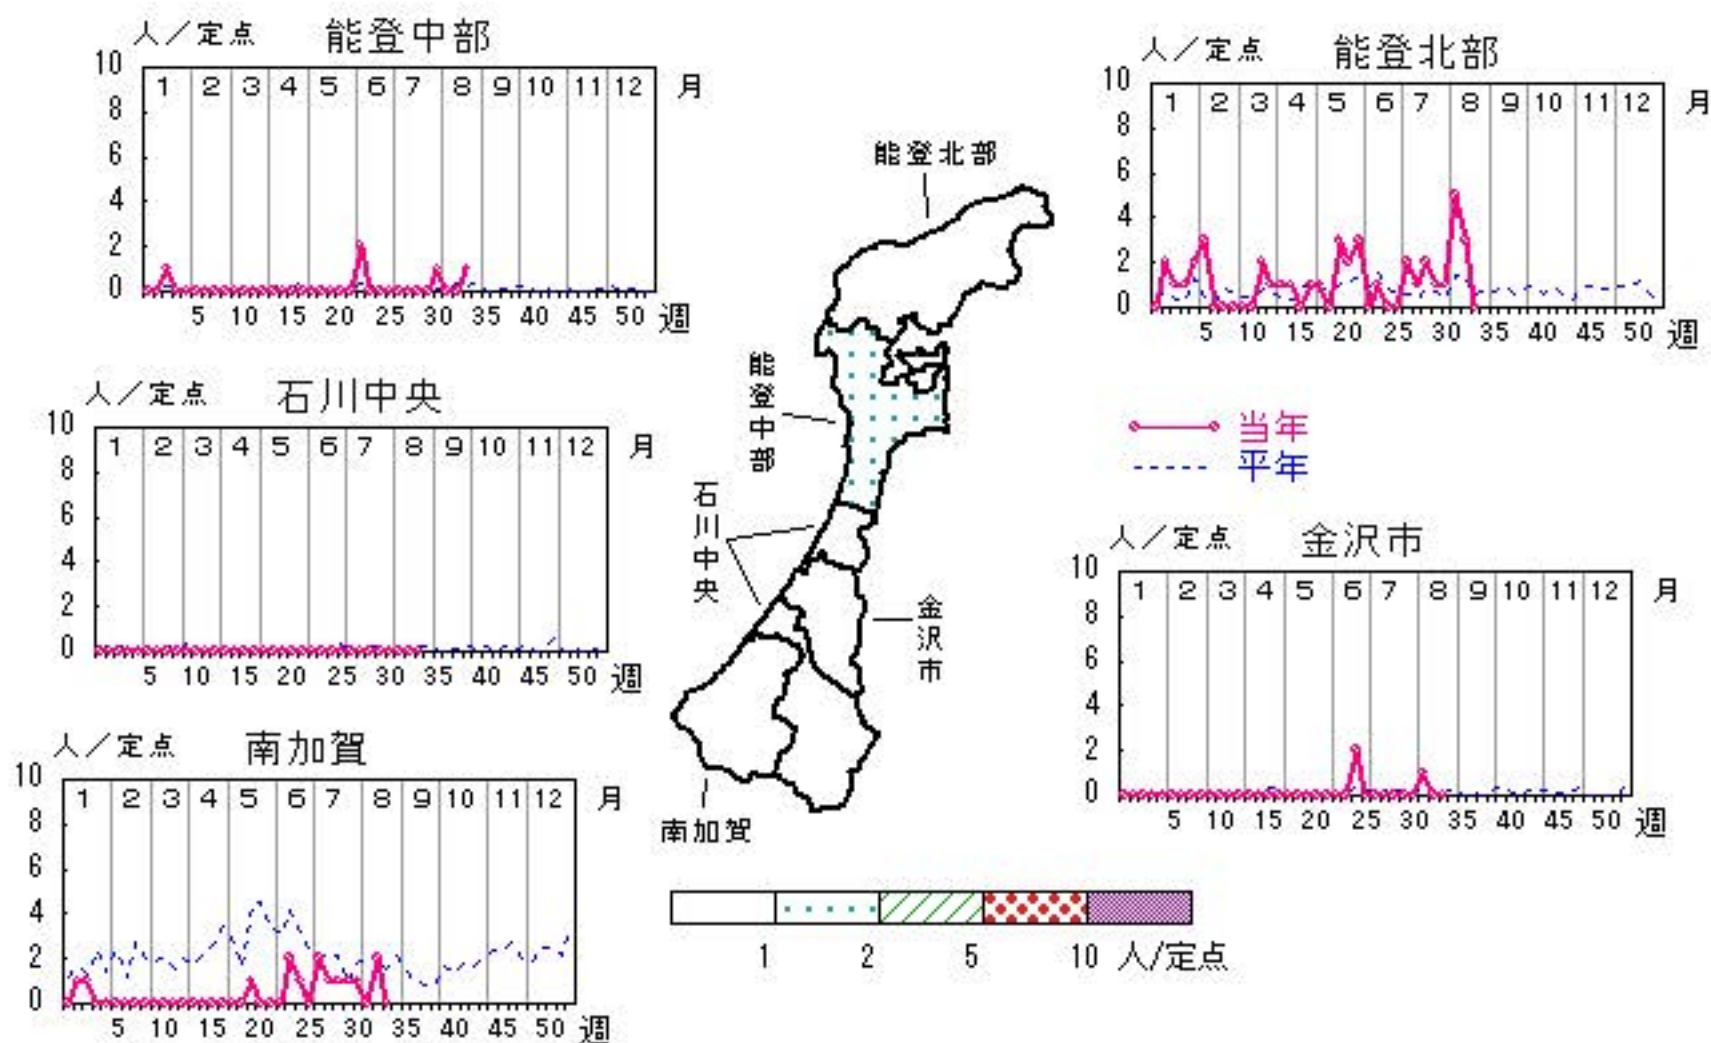 人／定点 能登中部
10 8 6 4 2 0
1 2 3 4 5 6 7 8 9 10 11 12 月
5 10 15 20 25 30 35 40 45 50 週
人／定点 能登北部
10 8 6 4 2 0
1 2 3 4 5 6 7 8 9 10 11 12 月
5 10 15 20 25 30 35 40 45 50 週
能登北部
能登中部
石川中央
金沢市
南加賀
人／定点 石川中央
10 8 6 4 2 0
1 2 3 4 5 6 7 8 9 10 11 12 月
5 10 15 20 25 30 35 40 45 50 週
当年
平年
人／定点 金沢市
10 8 6 4 2 0
1 2 3 4 5 6 7 8 9 10 11 12 月
5 10 15 20 25 30 35 40 45 50 週
人／定点 南加賀
10 8 6 4 2 0
1 2 3 4 5 6 7 8 9 10 11 12 月
5 10 15 20 25 30 35 40 45 50 週
1 2 5 10 人/定点